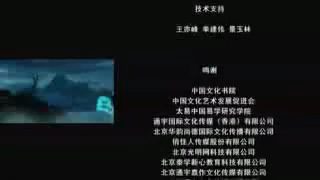 技术支持
王亦峰 单建伟 景玉林
鸣谢
中国文化书院
中国文化艺术发展促进会
大易中国易学研究学院
通宇国际文化传媒（香港）有限公司
北京华韵尚德国际文化传播有限公司
俏佳人传媒股份有限公司
北京光明网科技有限公司
北京泰学新心教育科技有限公司
北京通宇嘉作文化传媒有限公司